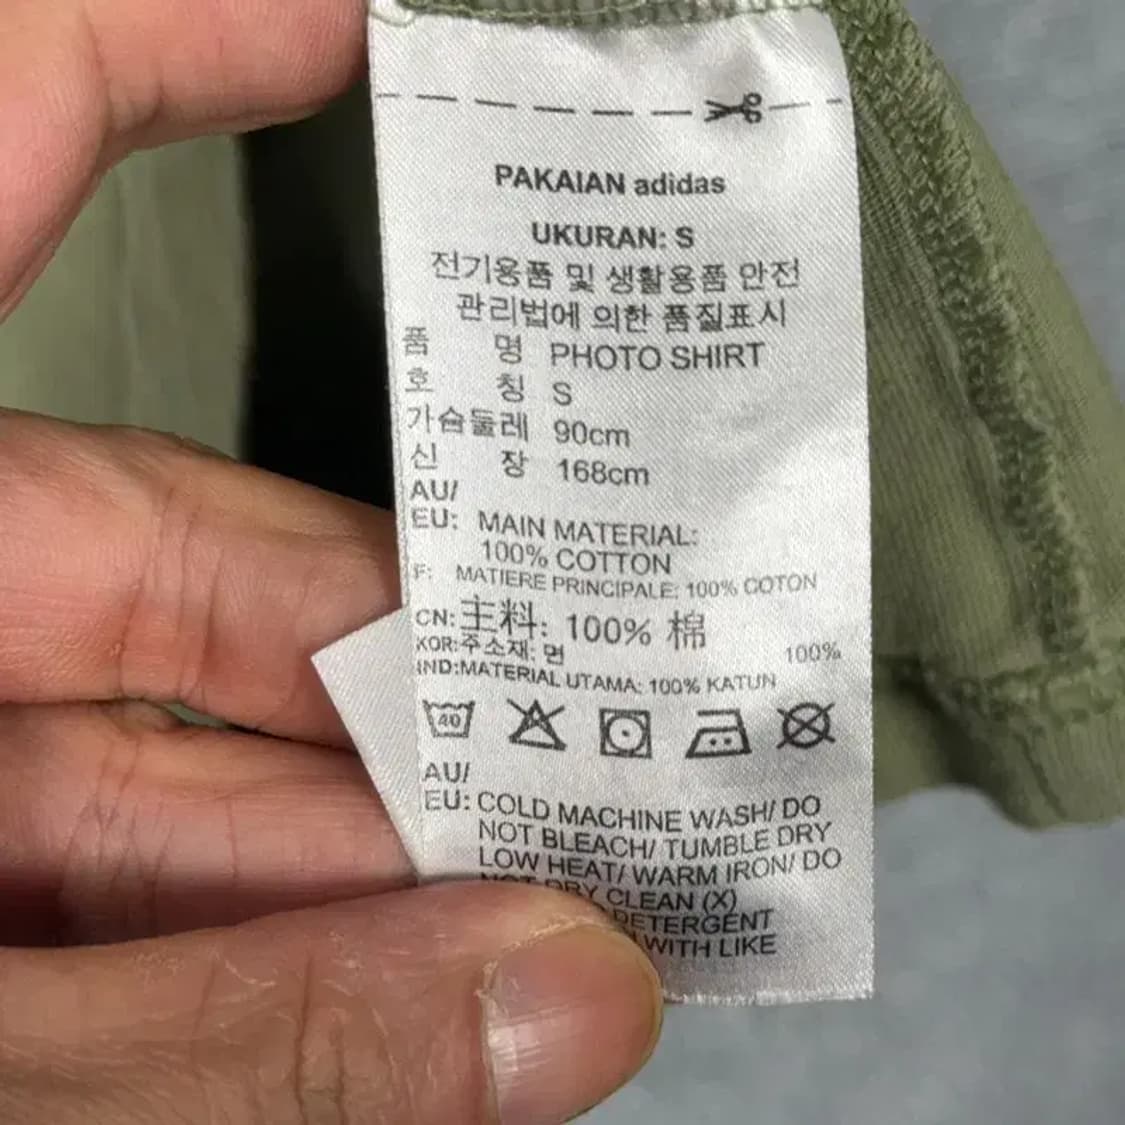 PAKAIAN adidas
UKURAN: S
전기용품 및 생활용품 안전
관리법에 의한 품질표시
품 명 PHOTO SHIRT
호 칭 S
가슴둘레 90cm
신 장 168cm
AU/
EU: MAIN MATERIAL:
100% COTTON
F: MATIERE PRINCIPALE: 100% COTON
CN: 主料: 100% 棉
KOR:주소재: 면 100%
IND:MATERIAL UTAMA: 100% KATUN
40
AU/
EU: COLD MACHINE WASH/ DO
NOT BLEACH/ TUMBLE DRY
LOW HEAT/ WARM IRON/ DO
NOT DRY CLEAN (X)
DETERGENT
WITH LIKE